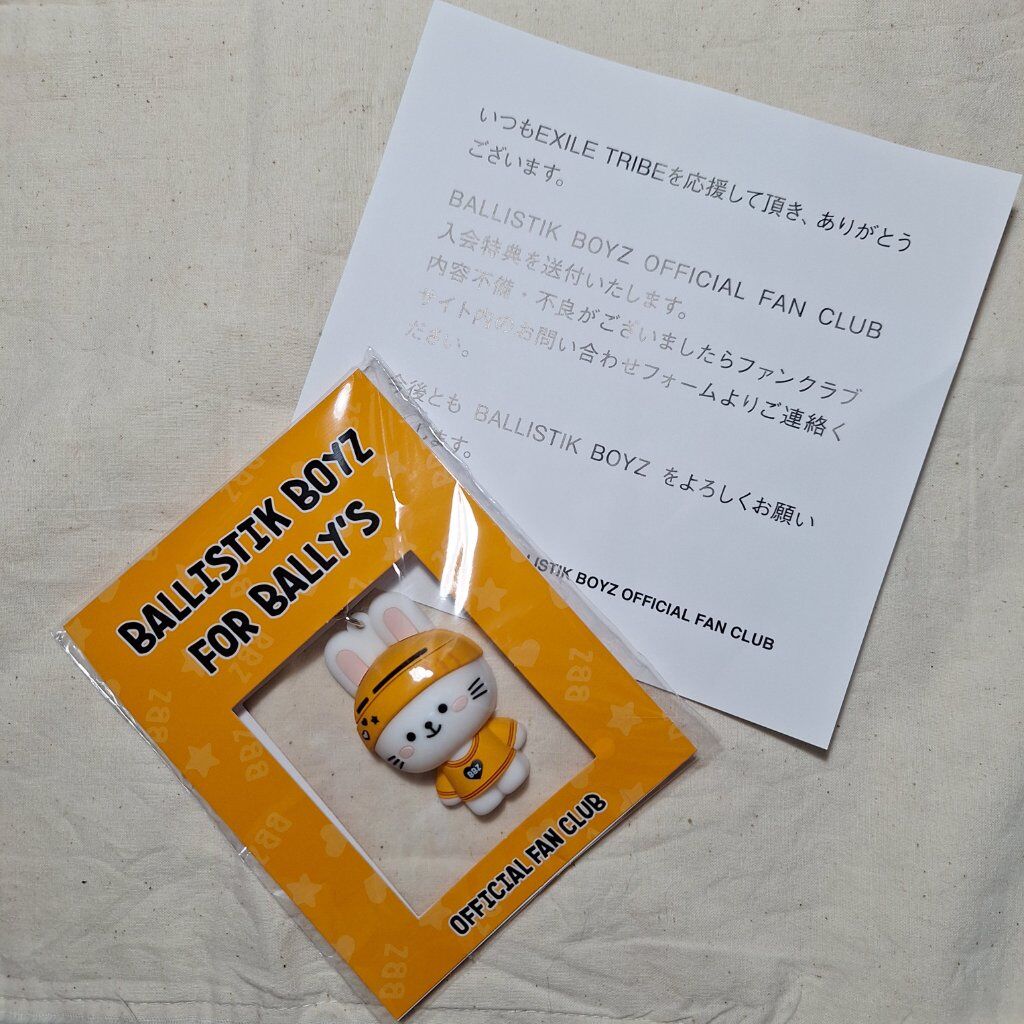 いつもEXILE TRIBEを応援して頂き、ありがとう
ございます。
BALLISTIK BOYZ OFFICIAL FAN CLUB
入会特典を送付いたします。
内容不備・不良がございましたらファンクラブ
サイト内のお問い合わせフォームよりご連絡く
ださい。
今後とも BALLISTIK BOYZ をよろしくお願い
します。
LISTIK BOYZ OFFICIAL FAN CLUB
BALLISTIK BOYZ
FOR BALLY'S
BBZ
OFFICIAL FAN CLUB
BBZ
BBZ
BBZ
BBZ
BBZ